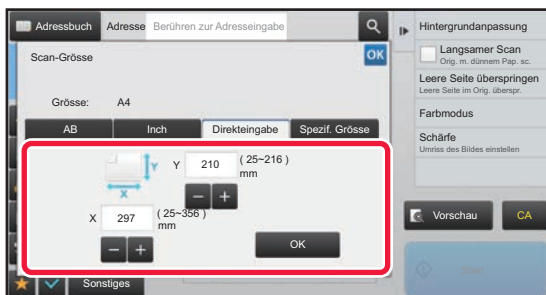 Adressbuch Adresse Berühren zur Adresseingabe
Scan-Grösse OK
Grösse: A4
AB Inch Direkteingabe Spezif. Grösse
Y Y 210 (25~216) mm
X
X 297 (25~356) mm
OK
Sonstiges
Hintergrundanpassung
Langsamer Scan
Orig. m. dünnem Pap. sc.
Leere Seite überspringen
Leere Seite im Orig. überspr.
Farbmodus
Schärfe
Umriss des Bildes einstellen
Vorschau CA